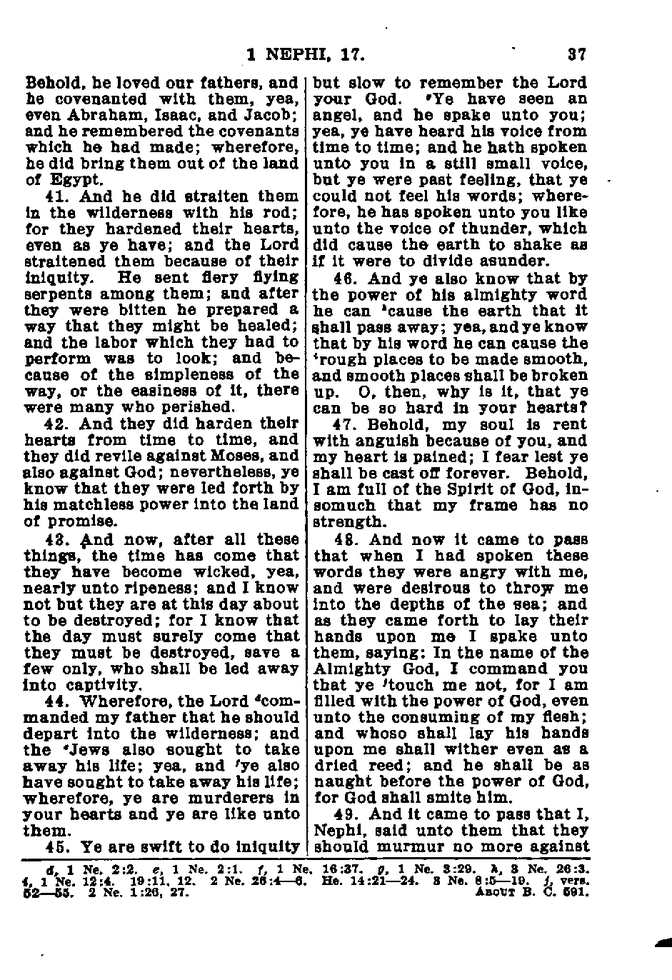 1 NEPHI, 17.
37
Behold, he loved our fathers, and
he covenanted with them, yea,
even Abraham, Isaac, and Jacob;
and he remembered the covenants
which he had made; wherefore,
he did bring them out of the land
of Egypt.
41. And he did straiten them
in the wilderness with his rod;
for they hardened their hearts,
even as ye have; and the Lord
straitened them because of their
iniquity. He sent fiery flying
serpents among them; and after
they were bitten he prepared a
way that they might be healed;
and the labor which they had to
perform was to look; and be-
cause of the simpleness of the
way, or the easiness of it, there
were many who perished.
42. And they did harden their
hearts from time to time, and
they did revile against Moses, and
also against God; nevertheless, ye
know that they were led forth by
his matchless power into the land
of promise.
43. And now, after all these
things, the time has come that
they have become wicked, yea,
nearly unto ripeness; and I know
not but they are at this day about
to be destroyed; for I know that
the day must surely come that
they must be destroyed, save a
few only, who shall be led away
into captivity.
44. Wherefore, the Lord dcom-
manded my father that he should
depart into the wilderness; and
the eJews also sought to take
away his life; yea, and fye also
have sought to take away his life;
wherefore, ye are murderers in
your hearts and ye are like unto
them.
45. Ye are swift to do iniquity
but slow to remember the Lord
your God. gYe have seen an
angel, and he spake unto you;
yea, ye have heard his voice from
time to time; and he hath spoken
unto you in a still small voice,
but ye were past feeling, that ye
could not feel his words; where-
fore, he has spoken unto you like
unto the voice of thunder, which
did cause the earth to shake as
if it were to divide asunder.
46. And ye also know that by
the power of his almighty word
he can hcause the earth that it
shall pass away; yea, and ye know
that by his word he can cause the
irough places to be made smooth,
and smooth places shall be broken
up. O, then, why is it, that ye
can be so hard in your hearts?
47. Behold, my soul is rent
with anguish because of you, and
my heart is pained; I fear lest ye
shall be cast off forever. Behold,
I am full of the Spirit of God, in-
somuch that my frame has no
strength.
48. And now it came to pass
that when I had spoken these
words they were angry with me,
and were desirous to throw me
into the depths of the sea; and
as they came forth to lay their
hands upon me I spake unto
them, saying: In the name of the
Almighty God, I command you
that ye jtouch me not, for I am
filled with the power of God, even
unto the consuming of my flesh;
and whoso shall lay his hands
upon me shall wither even as a
dried reed; and he shall be as
naught before the power of God,
for God shall smite him.
49. And it came to pass that I,
Nephi, said unto them that they
should murmur no more against
d, 1 Ne. 2:2. e, 1 Ne. 2:1. f, 1 Ne. 16:37. g, 1 Ne. 3:29. h, 3 Ne. 26:3.
i, 1 Ne. 12:4. 19:11, 12. 2 Ne. 26:4—6. He. 14:21—24. 3 Ne. 8:5—19. j, vers.
52—55. 2 Ne. 1:26, 27. ABOUT B. C. 591.